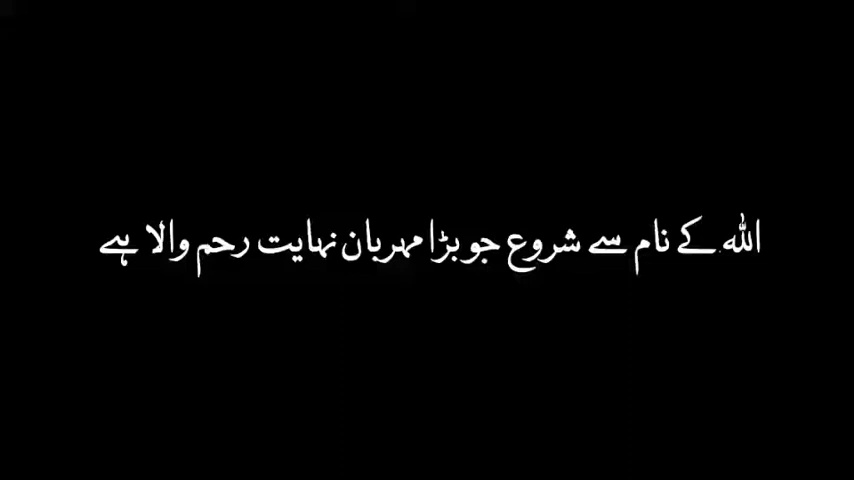 اللہ کے نام سے شروع جو بڑا مہربان نہایت رحم والا ہے